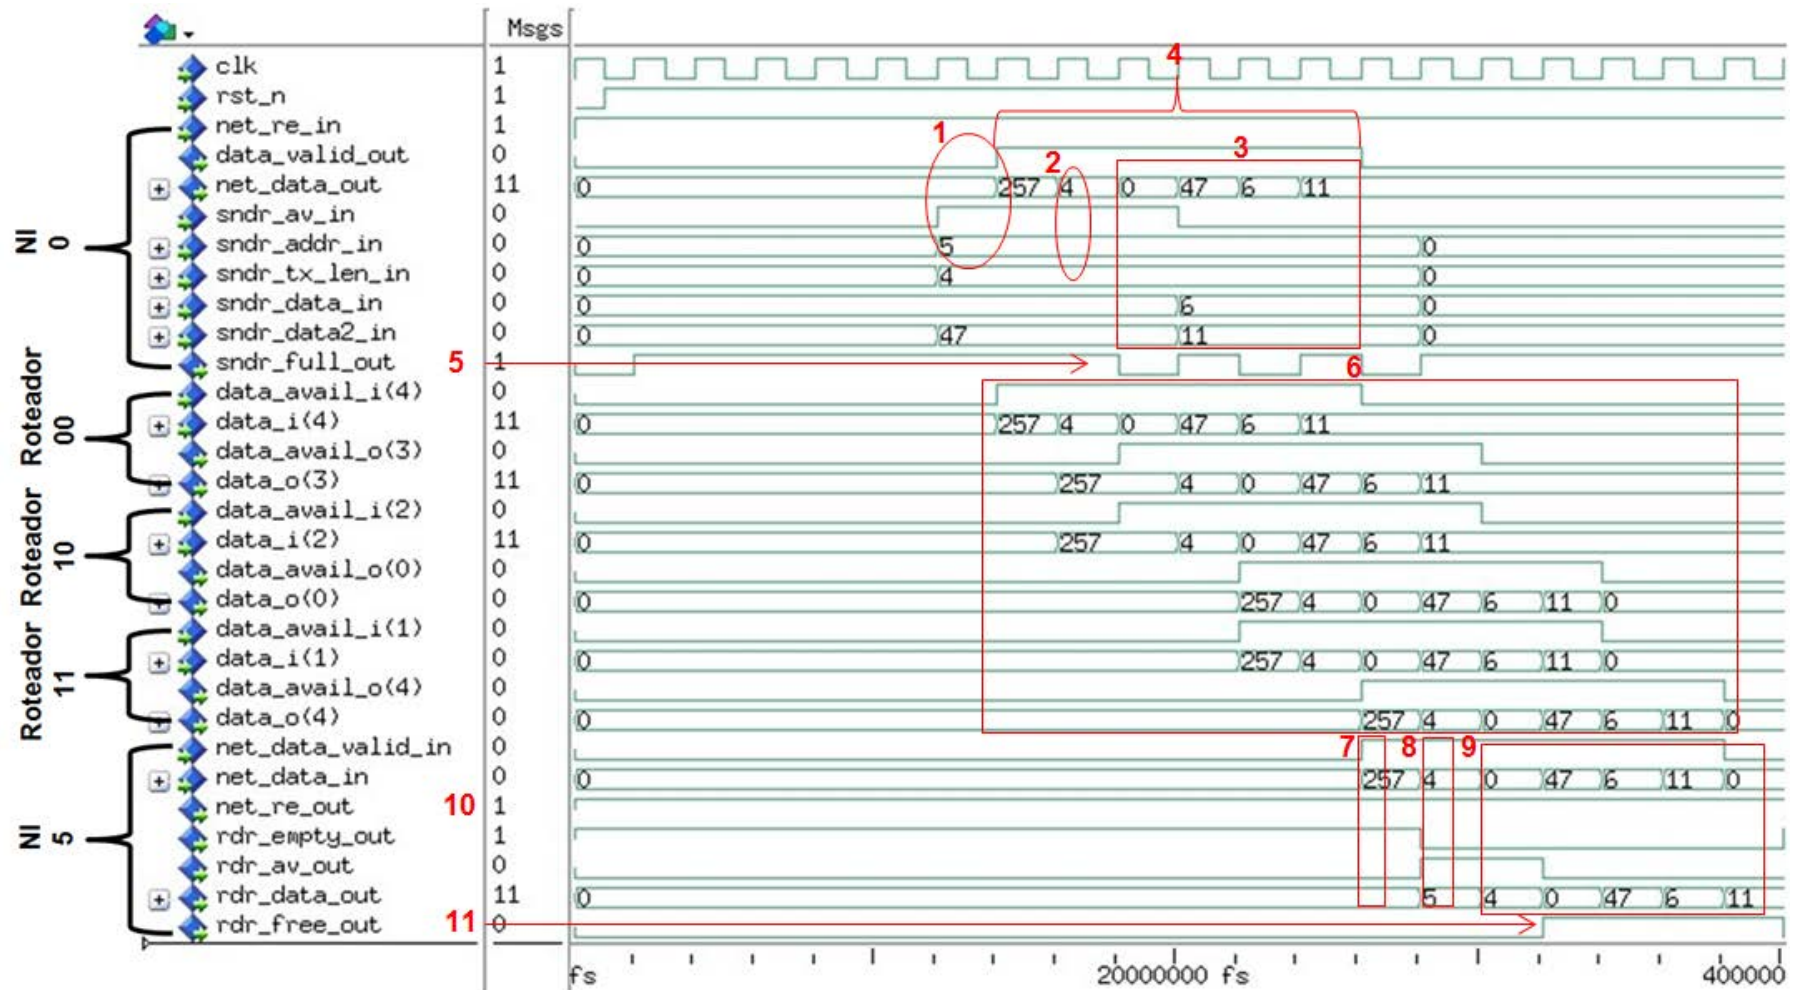 Msgs
clk 1
4
rst_n 1
net_re_in 1
1
data_valid_out 0
3
2
net_data_out 11 0 257 4 0 47 6 11
sndr_av_in 0
NI 0
sndr_addr_in 0 0 5 0
sndr_tx_len_in 0 0 4 0
sndr_data_in 0 0 6 0
sndr_data2_in 0 0 47 11 0
sndr_full_out 1
5
6
Roteador 00
data_avail_i(4) 0
data_i(4) 11 0 257 4 0 47 6 11
data_avail_o(3) 0
data_o(3) 11 0 257 4 0 47 6 11
Roteador 10
data_avail_i(2) 0
data_i(2) 11 0 257 4 0 47 6 11
data_avail_o(0) 0
data_o(0) 0 0 257 4 0 47 6 11 0
Roteador 11
data_avail_i(1) 0
data_i(1) 0 0 257 4 0 47 6 11 0
data_avail_o(4) 0
data_o(4) 0 0 257 4 0 47 6 11 0
net_data_valid_in 0
7 8 9
net_data_in 0 0 257 4 0 47 6 11 0
NI 5
net_re_out 1
10
rdr_empty_out 1
rdr_av_out 0
rdr_data_out 11 0 5 4 0 47 6 11
rdr_free_out 0
11
fs 20000000 fs 400000